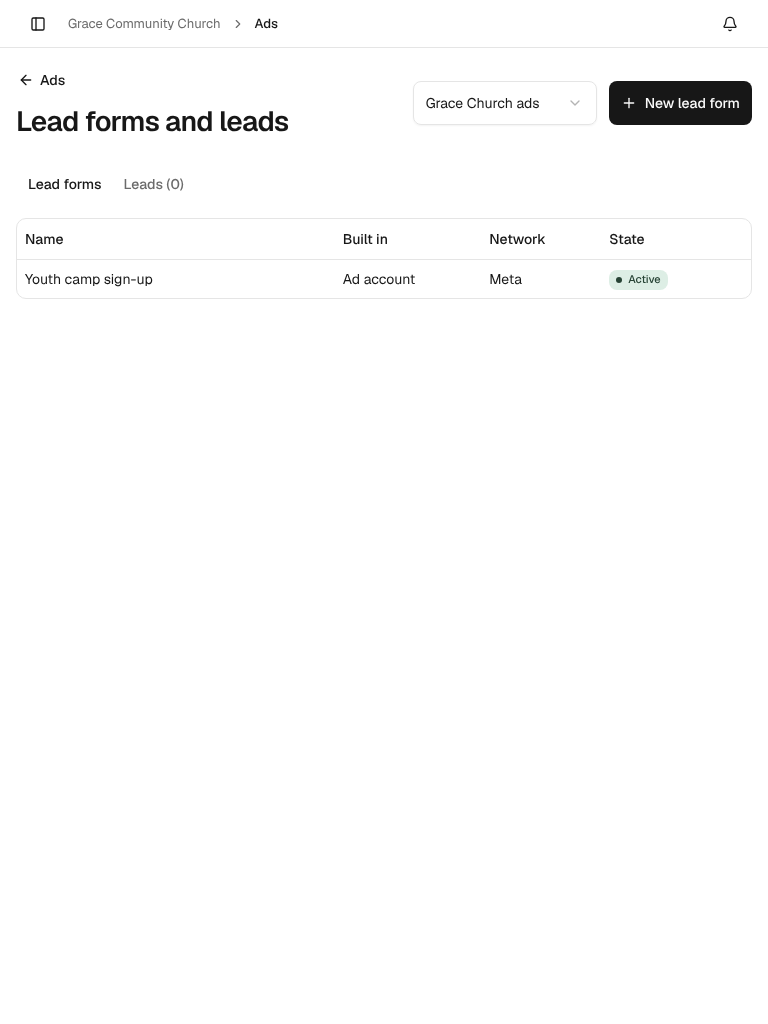 Grace Community Church > Ads
Ads
Lead forms and leads
Grace Church ads
New lead form
Lead forms Leads (0)
Name Built in Network State
Youth camp sign-up Ad account Meta Active